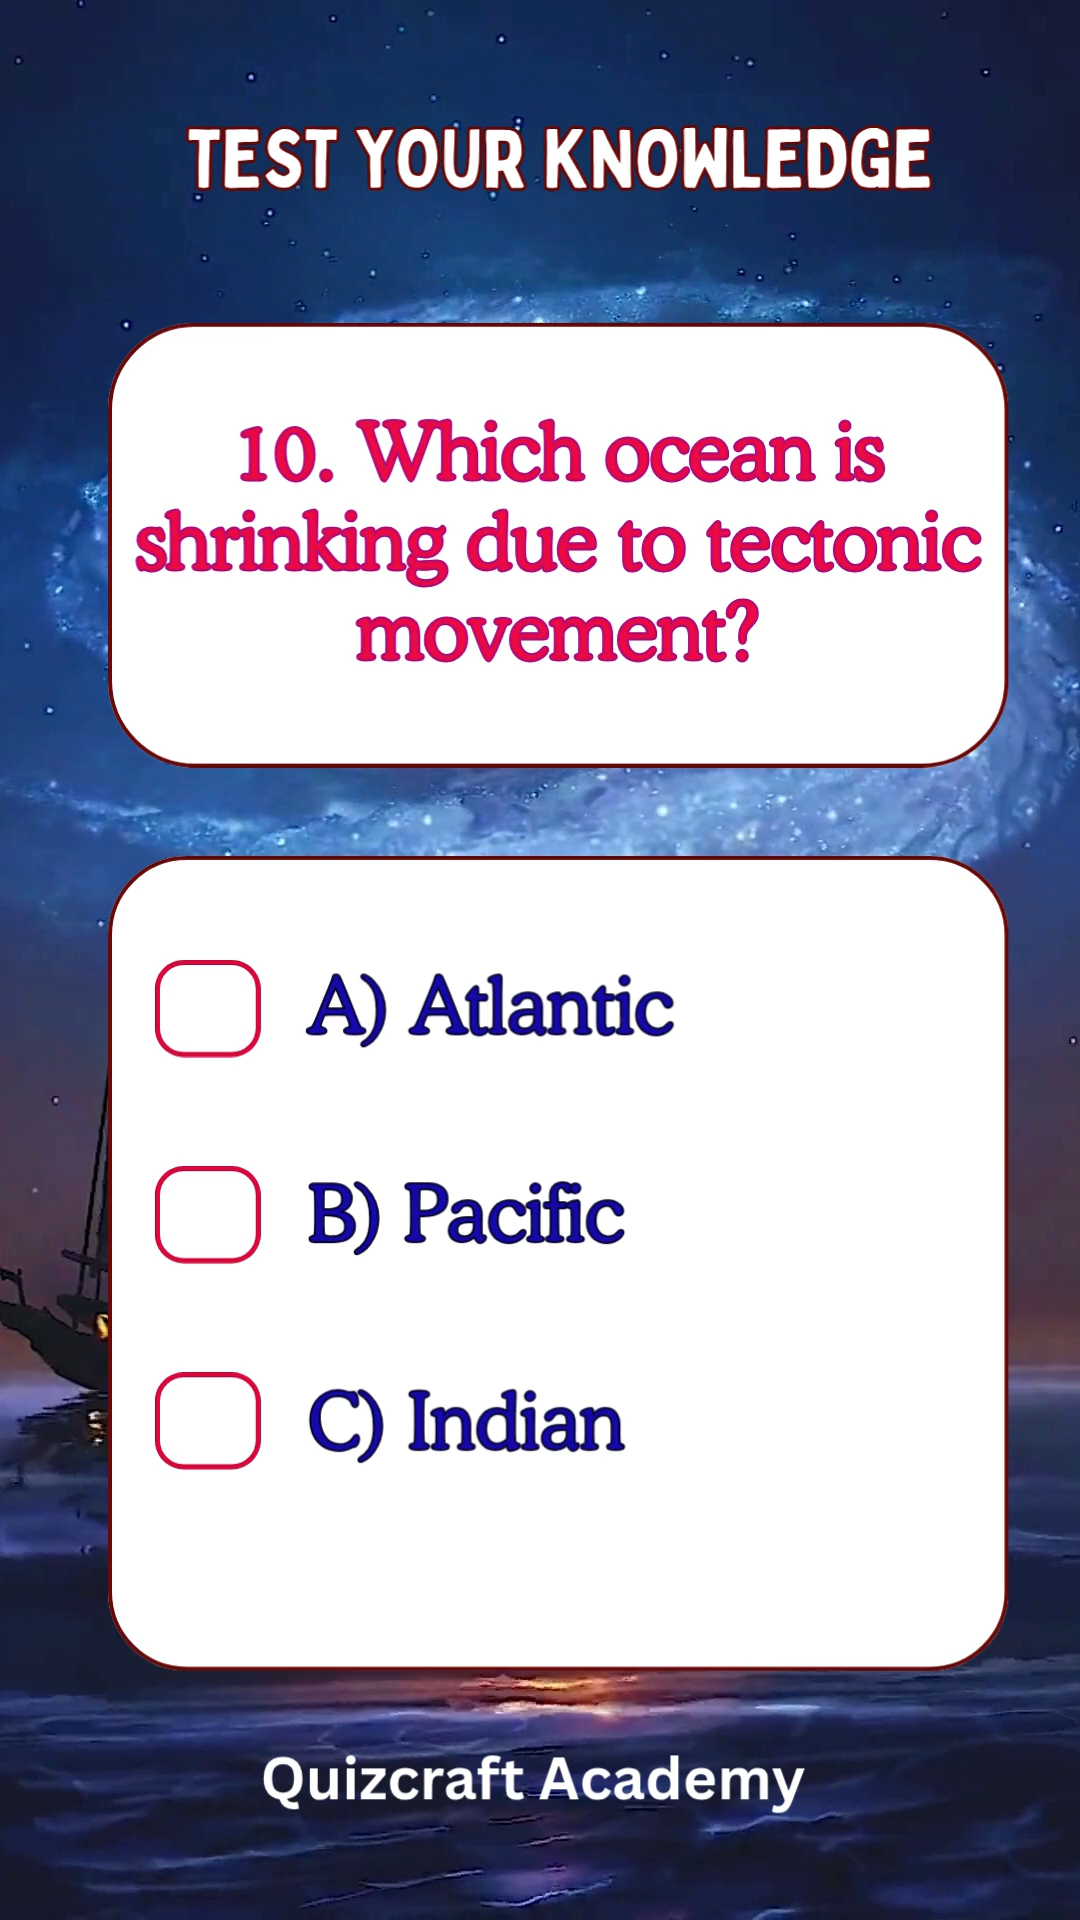 TEST YOUR KNOWLEDGE
10. Which ocean is
shrinking due to tectonic
movement?
A) Atlantic
B) Pacific
C) Indian
Quizcraft Academy